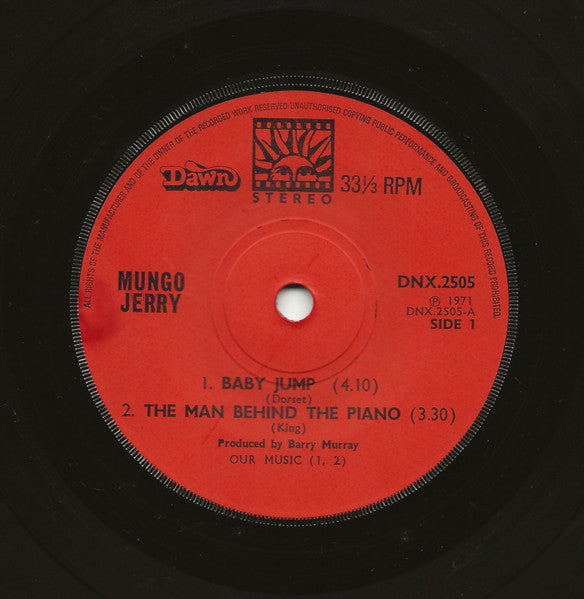 ALL RIGHTS OF THE MANUFACTURER AND OF THE OWNER OF THE RECORDED WORK RESERVED UNAUTHORISED COPYING PUBLIC PERFORMANCE AND BROADCASTING OF THIS RECORD PROHIBITED.
Dawn
STEREO
33⅓ RPM
MUNGO
JERRY
DNX.2505
Ⓟ 1971
DNX.2505-A
SIDE 1
1. BABY JUMP (4.10)
(Dorset)
2. THE MAN BEHIND THE PIANO (3.30)
(King)
Produced by Barry Murray
OUR MUSIC (1, 2)